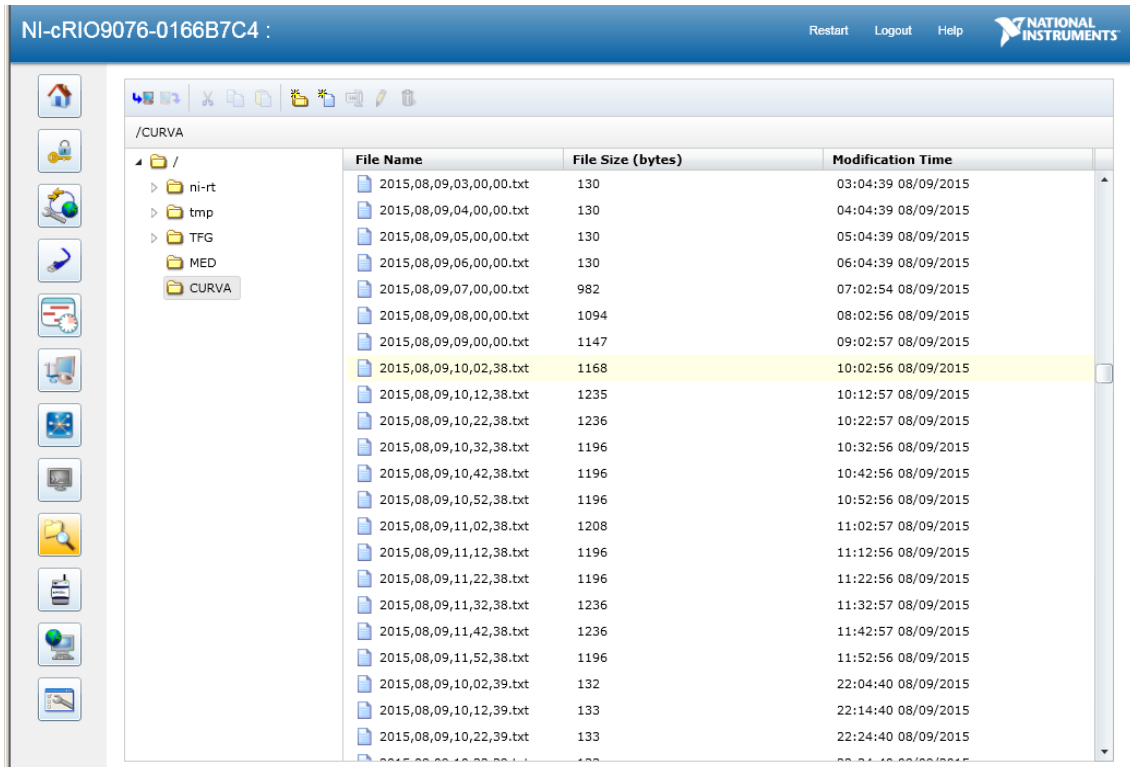 NI-cRIO9076-0166B7C4 :
Restart Logout Help
NATIONAL INSTRUMENTS
/CURVA
/
ni-rt
tmp
TFG
MED
CURVA
File Name File Size (bytes) Modification Time
2015,08,09,03,00,00.txt 130 03:04:39 08/09/2015
2015,08,09,04,00,00.txt 130 04:04:39 08/09/2015
2015,08,09,05,00,00.txt 130 05:04:39 08/09/2015
2015,08,09,06,00,00.txt 130 06:04:39 08/09/2015
2015,08,09,07,00,00.txt 982 07:02:54 08/09/2015
2015,08,09,08,00,00.txt 1094 08:02:56 08/09/2015
2015,08,09,09,00,00.txt 1147 09:02:57 08/09/2015
2015,08,09,10,02,38.txt 1168 10:02:56 08/09/2015
2015,08,09,10,12,38.txt 1235 10:12:57 08/09/2015
2015,08,09,10,22,38.txt 1236 10:22:57 08/09/2015
2015,08,09,10,32,38.txt 1196 10:32:56 08/09/2015
2015,08,09,10,42,38.txt 1196 10:42:56 08/09/2015
2015,08,09,10,52,38.txt 1196 10:52:56 08/09/2015
2015,08,09,11,02,38.txt 1208 11:02:57 08/09/2015
2015,08,09,11,12,38.txt 1196 11:12:56 08/09/2015
2015,08,09,11,22,38.txt 1196 11:22:56 08/09/2015
2015,08,09,11,32,38.txt 1236 11:32:57 08/09/2015
2015,08,09,11,42,38.txt 1236 11:42:57 08/09/2015
2015,08,09,11,52,38.txt 1196 11:52:56 08/09/2015
2015,08,09,10,02,39.txt 132 22:04:40 08/09/2015
2015,08,09,10,12,39.txt 133 22:14:40 08/09/2015
2015,08,09,10,22,39.txt 133 22:24:40 08/09/2015